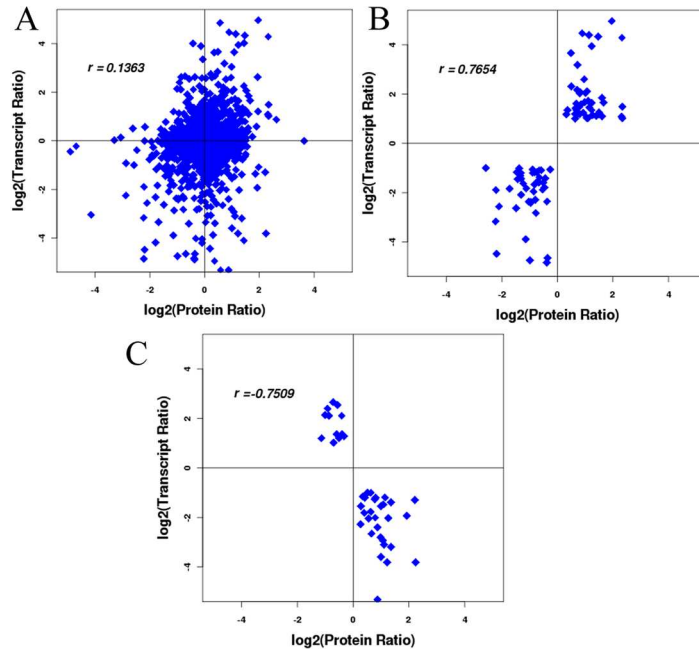 A
r = 0.1363
4
2
0
-2
-4
log2(Transcript Ratio)
-4 -2 0 2 4
log2(Protein Ratio)
B
r = 0.7654
4
2
0
-2
-4
log2(Transcript Ratio)
-4 -2 0 2 4
log2(Protein Ratio)
C
r =-0.7509
4
2
0
-2
-4
log2(Transcript Ratio)
-4 -2 0 2 4
log2(Protein Ratio)